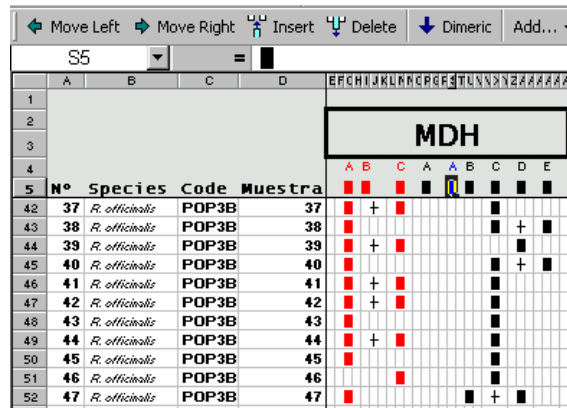 Move Left Move Right Insert Delete Dimeric Add...
S5 =
A B C D
1
2
3 MDH
4 A B C A A B C D E
5 Nº Species Code Muestra
42 37 R. officinalis POP3B 37 +
43 38 R. officinalis POP3B 38 +
44 39 R. officinalis POP3B 39 +
45 40 R. officinalis POP3B 40 +
46 41 R. officinalis POP3B 41 +
47 42 R. officinalis POP3B 42 +
48 43 R. officinalis POP3B 43
49 44 R. officinalis POP3B 44 +
50 45 R. officinalis POP3B 45
51 46 R. officinalis POP3B 46
52 47 R. officinalis POP3B 47 +